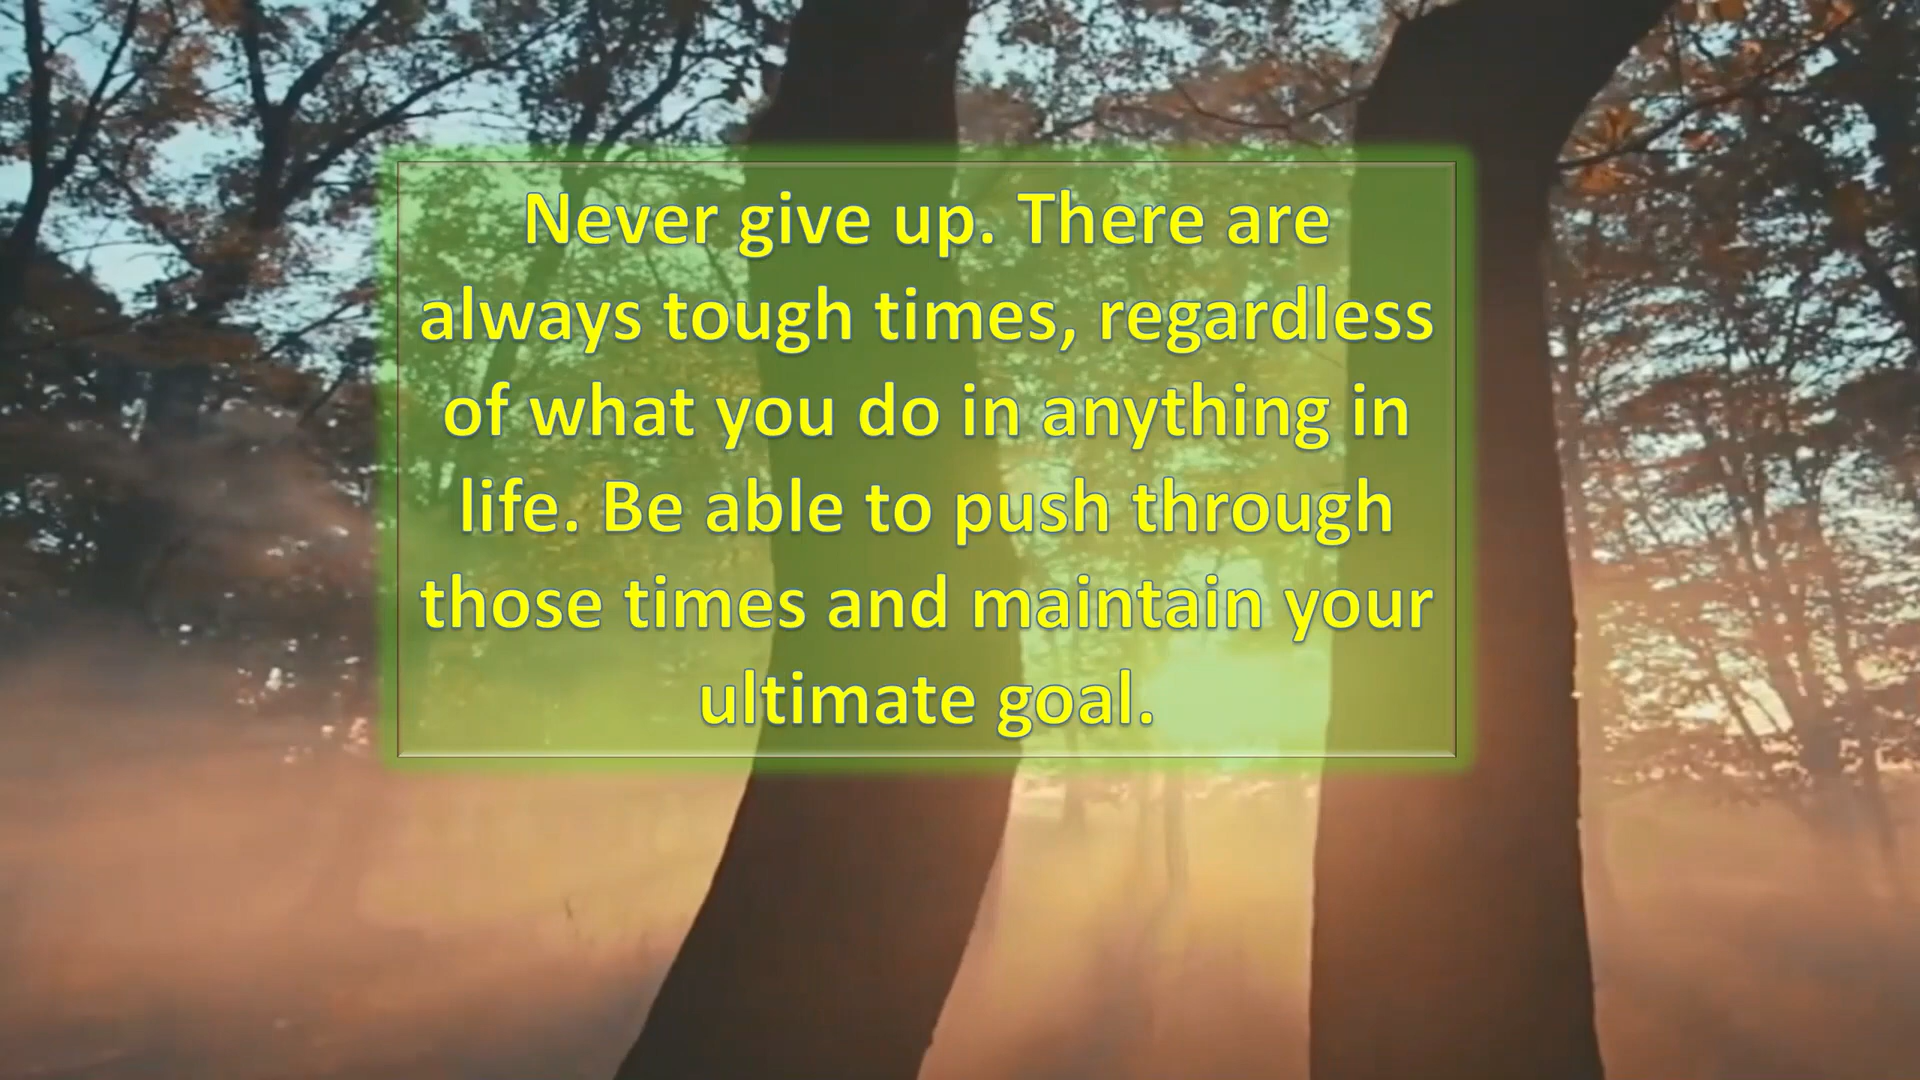 Never give up. There are
always tough times, regardless
of what you do in anything in
life. Be able to push through
those times and maintain your
ultimate goal.